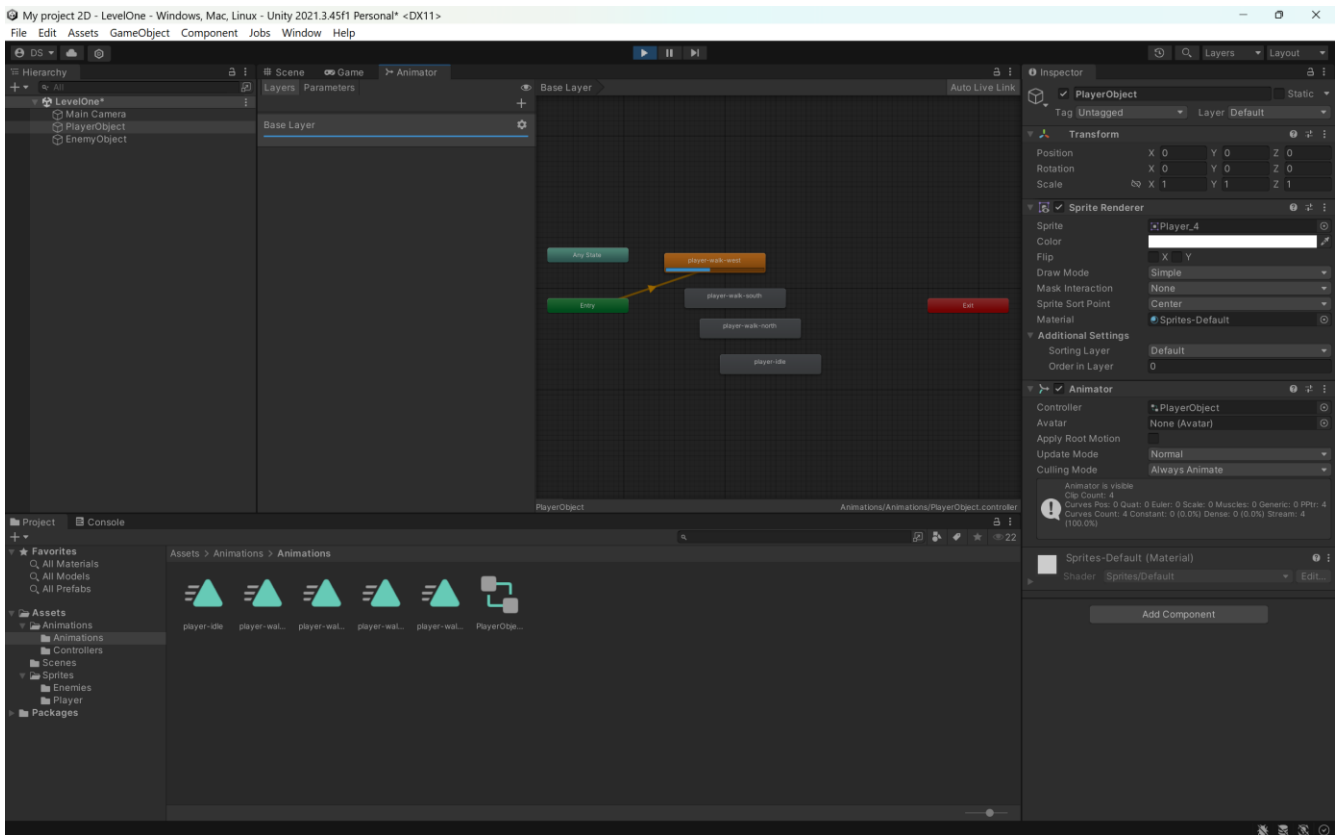 My project 2D - LevelOne - Windows, Mac, Linux - Unity 2021.3.45f1 Personal* <DX11>
File Edit Assets GameObject Component Jobs Window Help
DS Layers Layout
Hierarchy
All
LevelOne*
Main Camera
PlayerObject
EnemyObject
Scene Game Animator
Layers Parameters
Base Layer Auto Live Link
Base Layer
Any State
player-walk-west
Entry
player-walk-south
Exit
player-walk-north
player-idle
PlayerObject Animations/Animations/PlayerObject.controller
Inspector
PlayerObject Static
Tag Untagged Layer Default
Transform
Position X 0 Y 0 Z 0
Rotation X 0 Y 0 Z 0
Scale X 1 Y 1 Z 1
Sprite Renderer
Sprite Player_4
Color
Flip X Y
Draw Mode Simple
Mask Interaction None
Sprite Sort Point Center
Material Sprites-Default
Additional Settings
Sorting Layer Default
Order in Layer 0
Animator
Controller PlayerObject
Avatar None (Avatar)
Apply Root Motion
Update Mode Normal
Culling Mode Always Animate
Animator is visible
Clip Count: 4
Curves Pos: 0 Quat: 0 Euler: 0 Scale: 0 Muscles: 0 Generic: 0 PPtr: 4
Curves Count: 4 Constant: 0 (0.0%) Dense: 0 (0.0%) Stream: 4
(100.0%)
Sprites-Default (Material)
Shader Sprites/Default Edit...
Add Component
Project Console
22
Favorites
All Materials
All Models
All Prefabs
Assets
Animations
Animations
Controllers
Scenes
Sprites
Enemies
Player
Packages
Assets > Animations > Animations
player-idle player-wal... player-wal... player-wal... player-wal... PlayerObje...